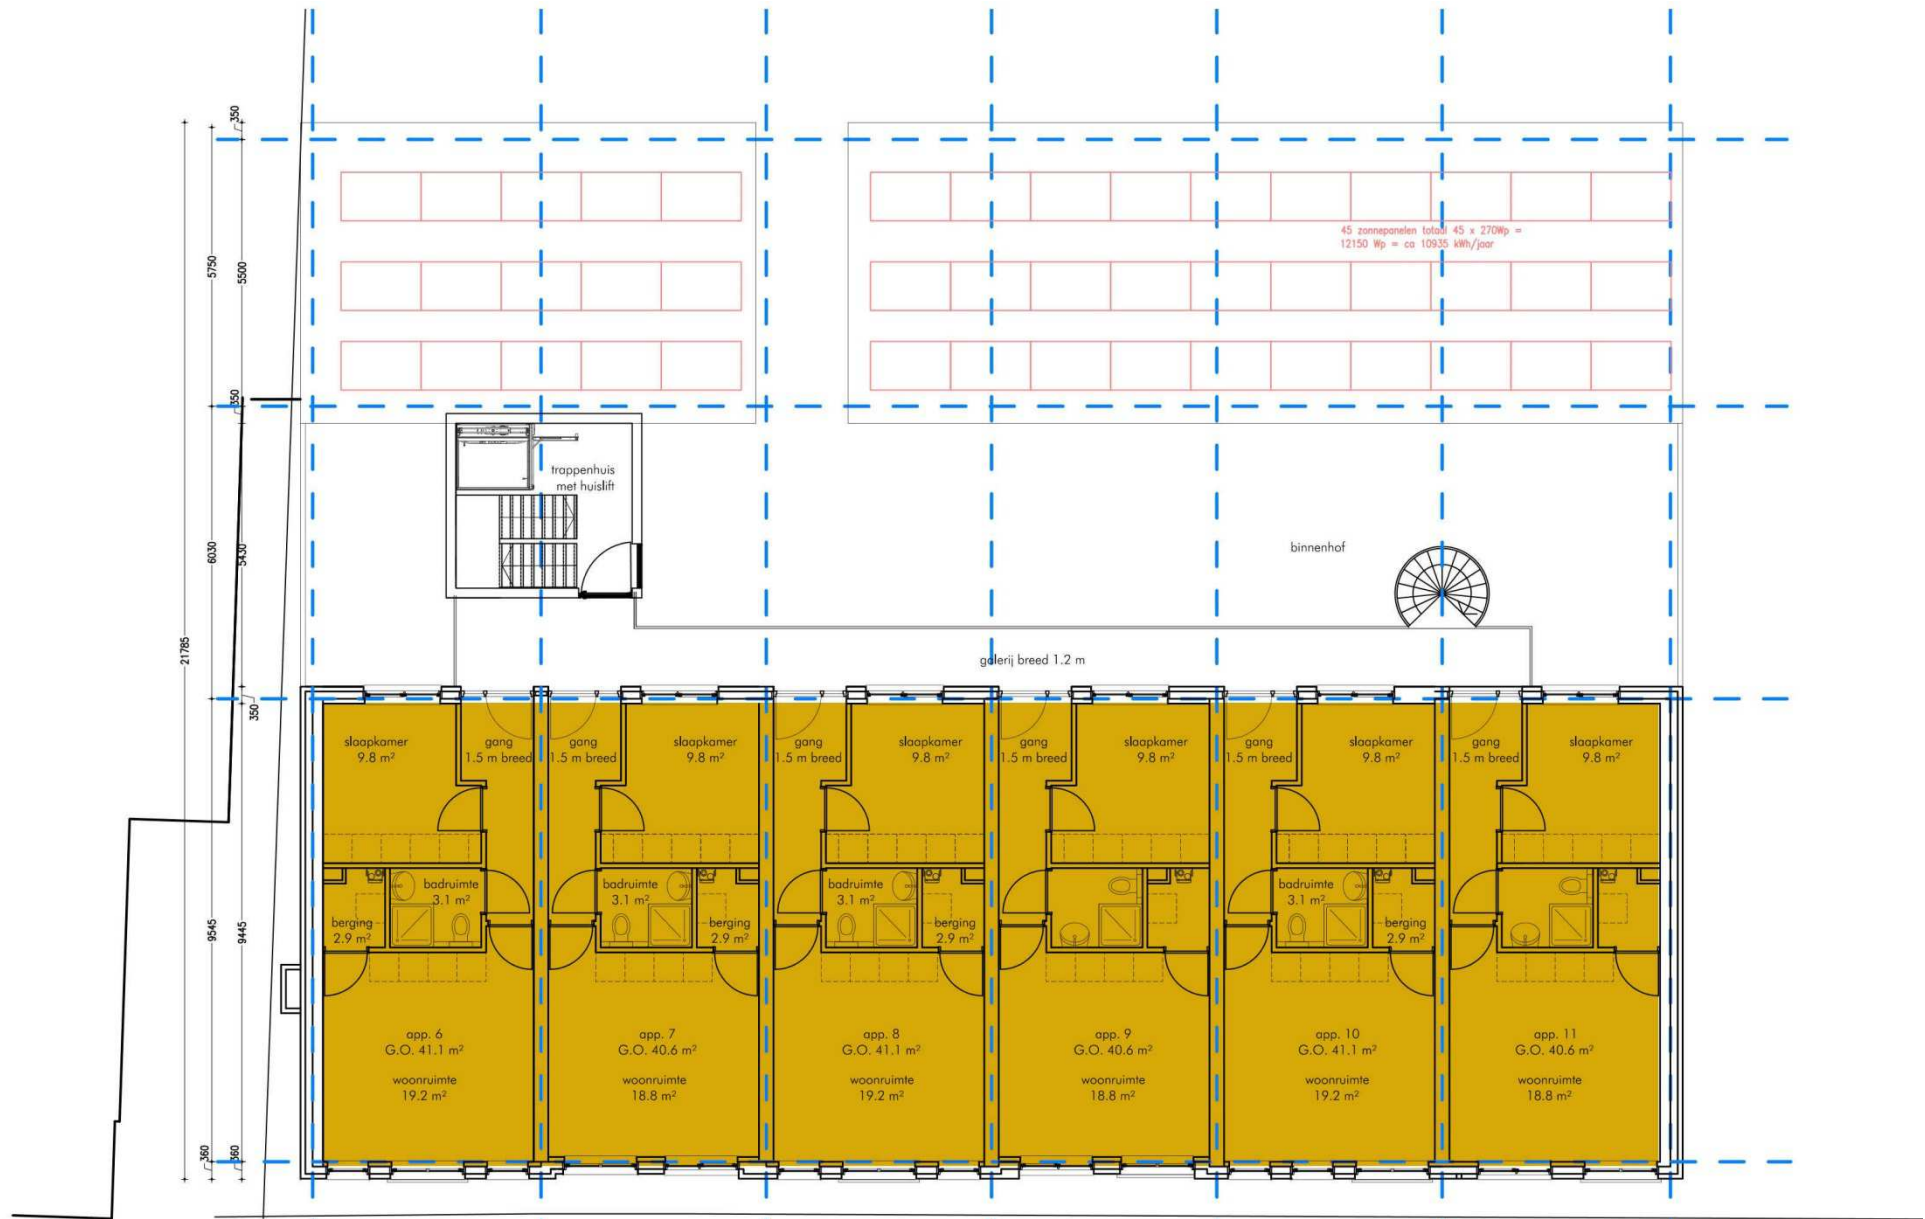 350
5750
5500
350
45 zonnepanelen totaal 45 x 270Wp =
12150 Wp = ca 10935 kWh/jaar
trappenhuis
met huislift
6030
5430
binnenhof
21785
galerij breed 1.2 m
350
slaapkamer
9.8 m²
gang
1.5 m breed
gang
1.5 m breed
slaapkamer
9.8 m²
gang
1.5 m breed
slaapkamer
9.8 m²
gang
1.5 m breed
slaapkamer
9.8 m²
gang
1.5 m breed
slaapkamer
9.8 m²
gang
1.5 m breed
slaapkamer
9.8 m²
9545
9445
badruimte
3.1 m²
berging
2.9 m²
badruimte
3.1 m²
berging
2.9 m²
badruimte
3.1 m²
berging
2.9 m²
badruimte
3.1 m²
berging
2.9 m²
app. 6
G.O. 41.1 m²
woonruimte
19.2 m²
app. 7
G.O. 40.6 m²
woonruimte
18.8 m²
app. 8
G.O. 41.1 m²
woonruimte
19.2 m²
app. 9
G.O. 40.6 m²
woonruimte
18.8 m²
app. 10
G.O. 41.1 m²
woonruimte
19.2 m²
app. 11
G.O. 40.6 m²
woonruimte
18.8 m²
360
360